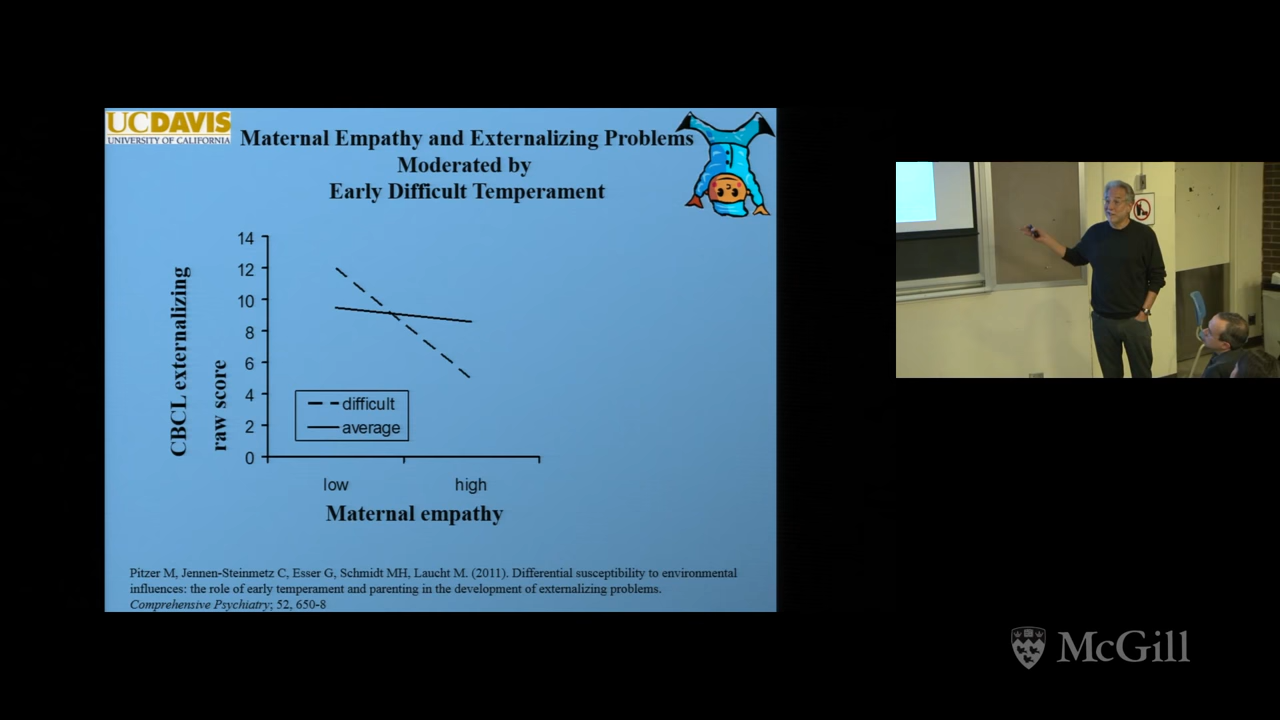 UCDAVIS
UNIVERSITY OF CALIFORNIA
Maternal Empathy and Externalizing Problems
Moderated by
Early Difficult Temperament
CBCL externalizing
raw score
14
12
10
8
6
4
2
0
difficult
average
low
high
Maternal empathy
Pitzer M, Jennen-Steinmetz C, Esser G, Schmidt MH, Laucht M. (2011). Differential susceptibility to environmental
influences: the role of early temperament and parenting in the development of externalizing problems.
Comprehensive Psychiatry; 52, 650-8
McGill